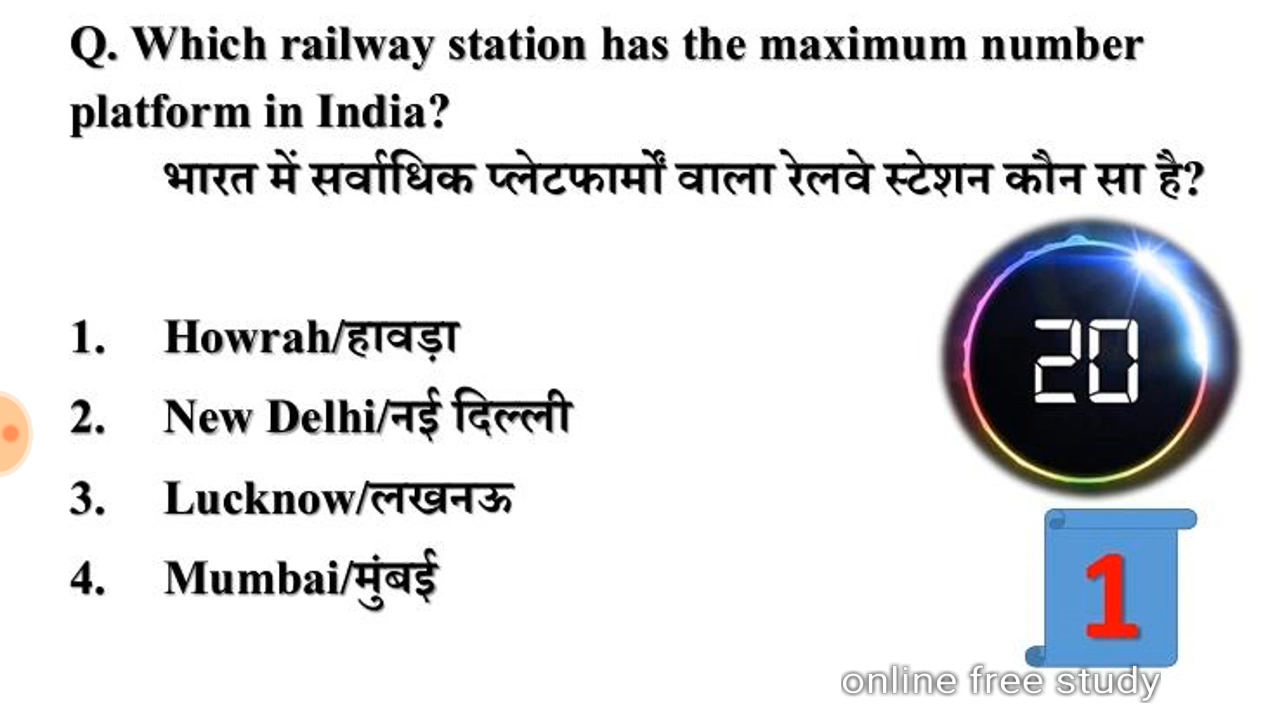 Q. Which railway station has the maximum number
platform in India?
भारत में सर्वाधिक प्लेटफार्मों वाला रेलवे स्टेशन कौन सा है?
20
1. Howrah/हावड़ा
2. New Delhi/नई दिल्ली
3. Lucknow/लखनऊ
4. Mumbai/मुंबई
1
online free study